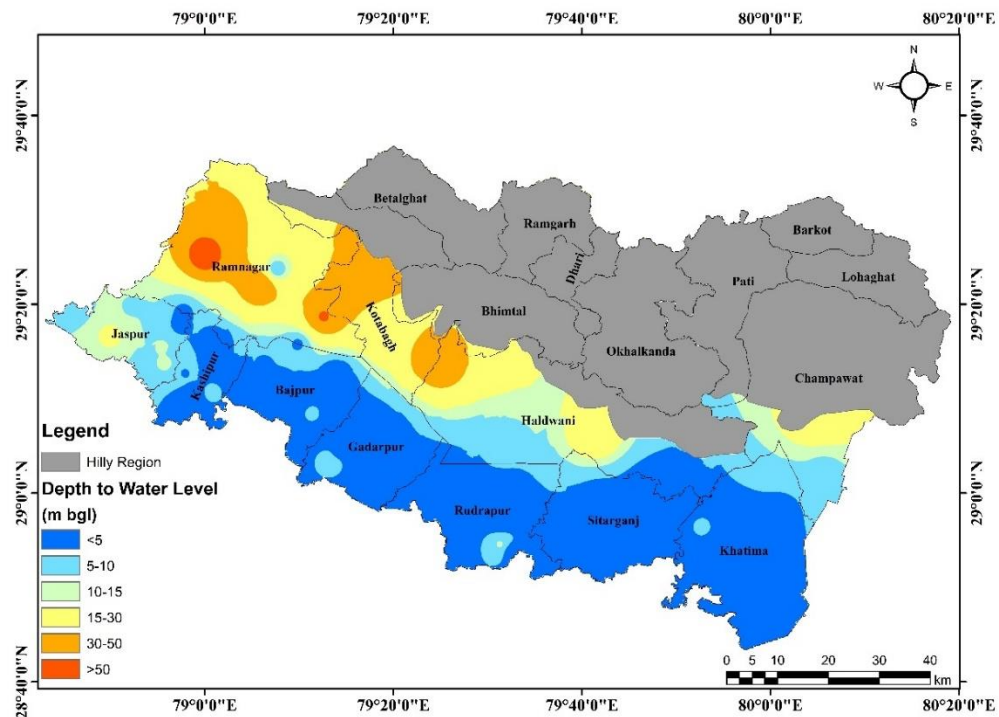 79°0'0"E 79°20'0"E 79°40'0"E 80°0'0"E 80°20'0"E
N
W E
S
29°40'0"N 29°40'0"N
Betalghat
Ramgarh
Barkot
Dhari
Ramnagar
Pati
Lohaghat
29°20'0"N 29°20'0"N
Bhimtal
Kotabagh
Jaspur
Okhalkanda
Kashipur
Champawat
Bajpur
Haldwani
Gadarpur
29°0'0"N 29°0'0"N
Rudrapur
Sitarganj
Khatima
Legend
Hilly Region
Depth to Water Level
(m bgl)
<5
5-10
10-15
15-30
30-50
>50
0 5 10 20 30 40
km
28°40'0"N 28°40'0"N
79°0'0"E 79°20'0"E 79°40'0"E 80°0'0"E 80°20'0"E